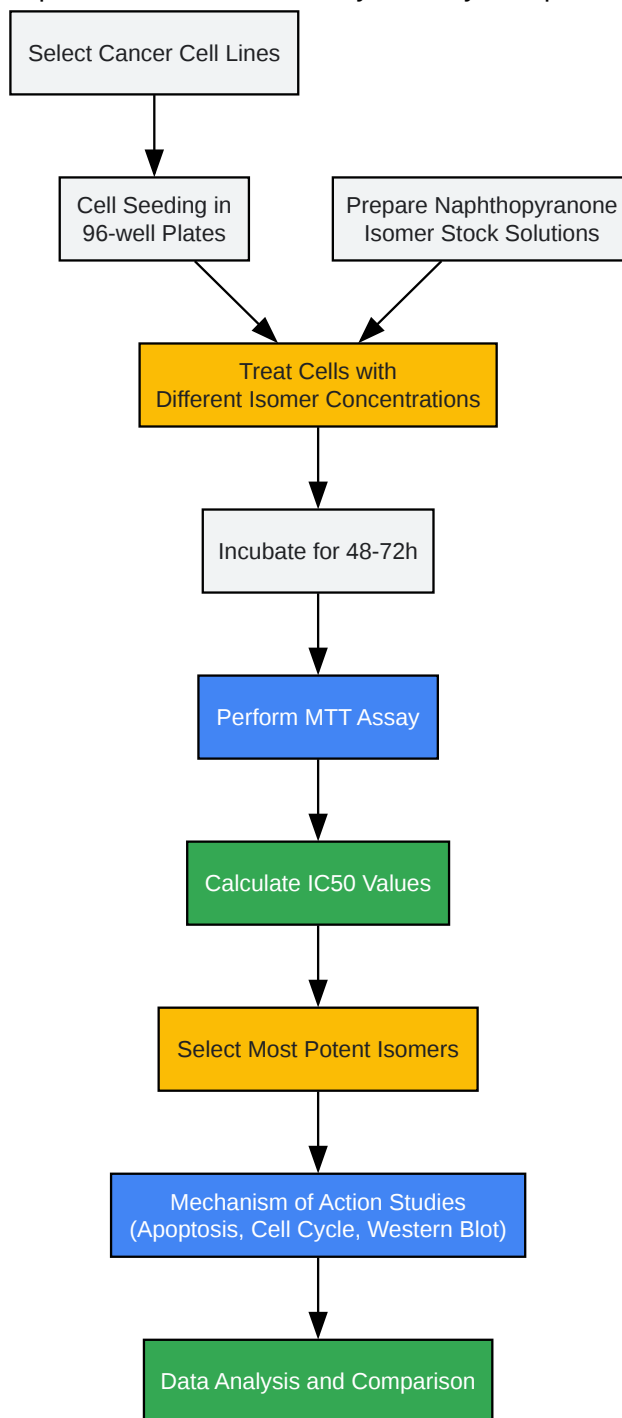 Select Cancer Cell Lines
Cell Seeding in
96-well Plates
Prepare Naphthopyranone
Isomer Stock Solutions
Treat Cells with
Different Isomer Concentrations
Incubate for 48-72h
Perform MTT Assay
Calculate IC50 Values
Select Most Potent Isomers
Mechanism of Action Studies
(Apoptosis, Cell Cycle, Western Blot)
Data Analysis and Comparison